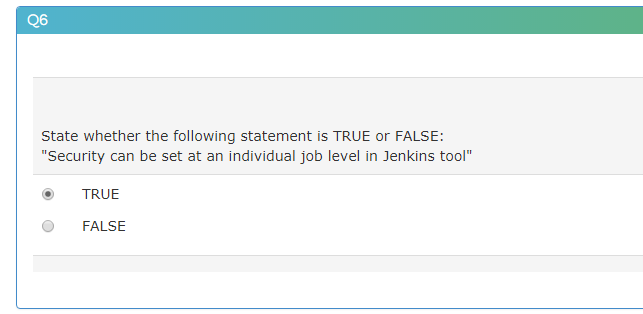 Q6
State whether the following statement is TRUE or FALSE:
"Security can be set at an individual job level in Jenkins tool"
TRUE
FALSE